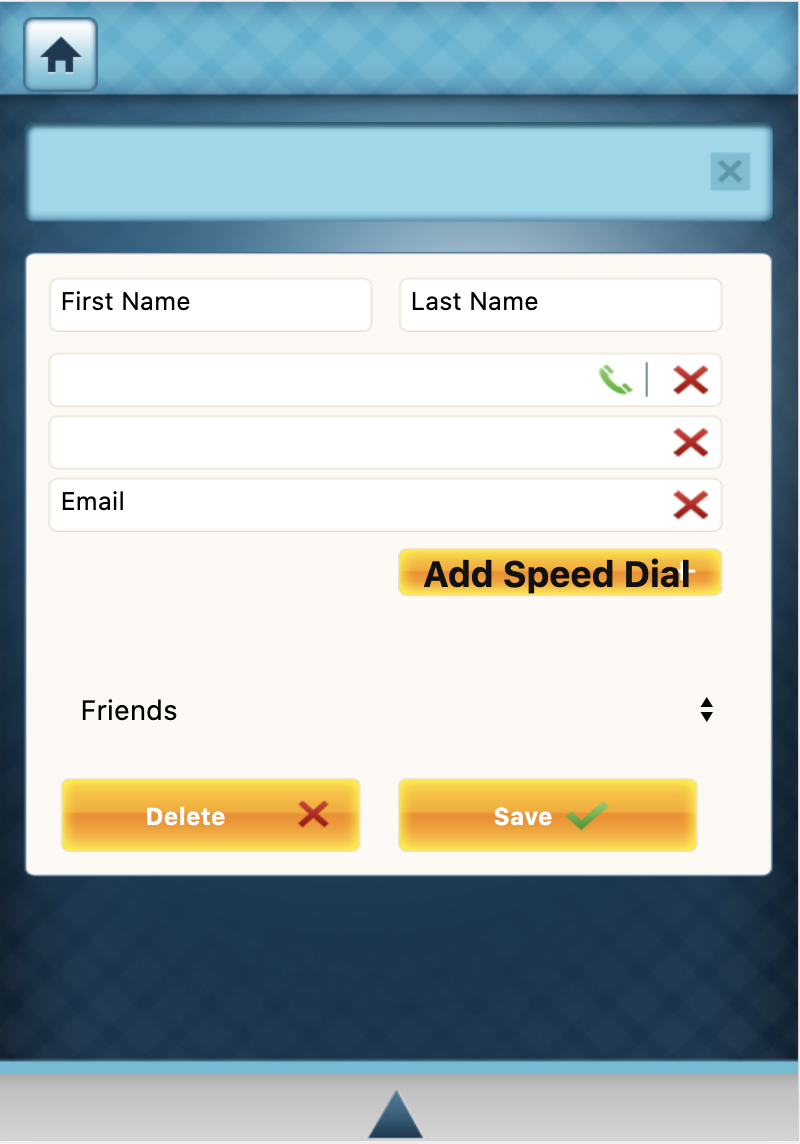 First Name
Last Name
Email
Add Speed Dial
Friends
Delete
Save